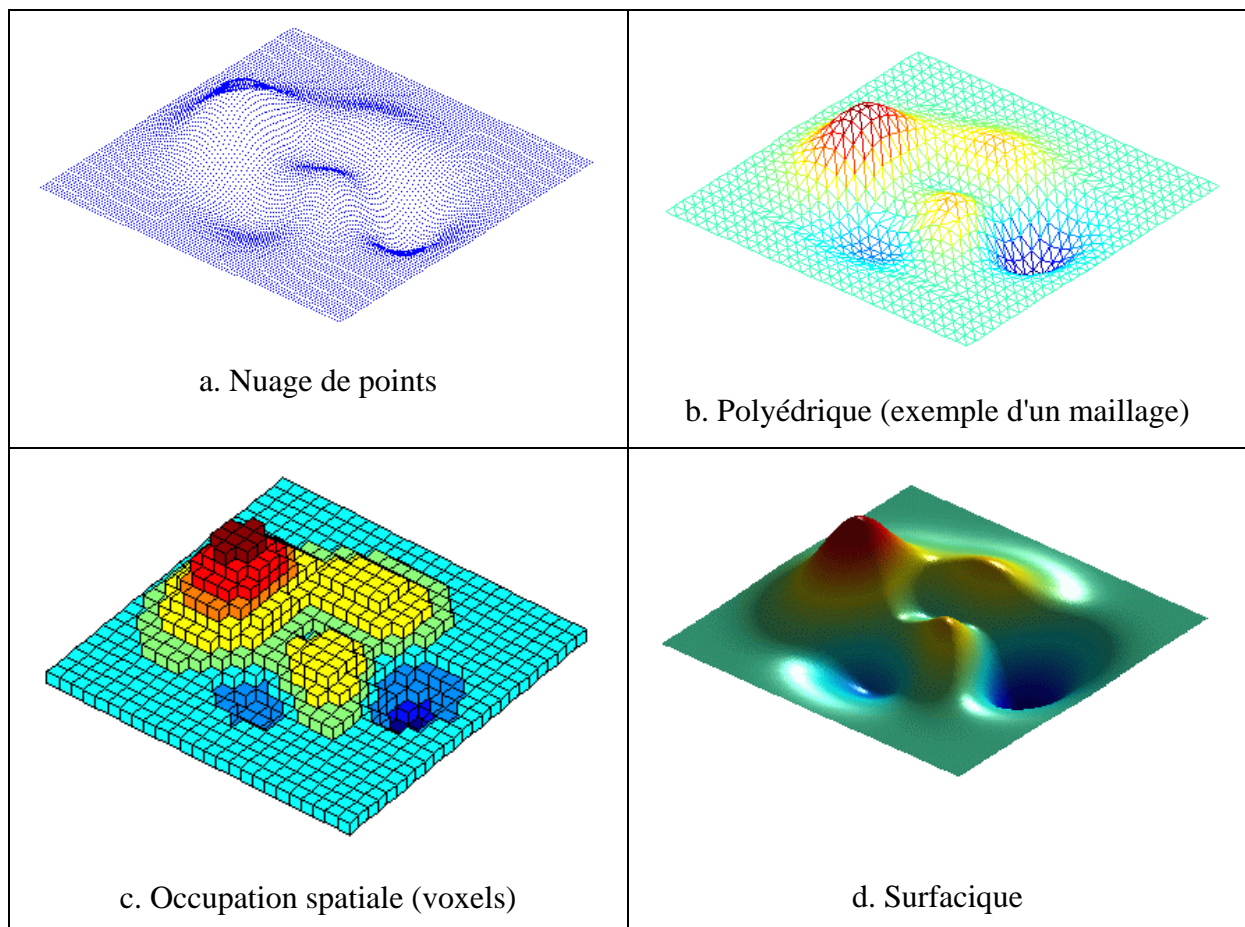 a. Nuage de points
b. Polyédrique (exemple d'un maillage)
c. Occupation spatiale (voxels)
d. Surfacique